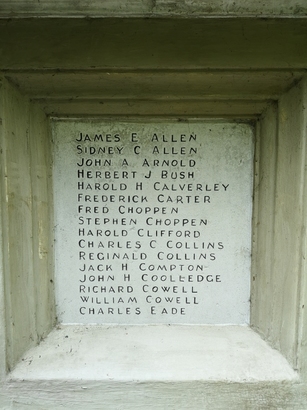 JAMES E ALLEN
SIDNEY C ALLEN
JOHN A ARNOLD
HERBERT J BUSH
HAROLD H CALVERLEY
FREDERICK CARTER
FRED CHOPPEN
STEPHEN CHOPPEN
HAROLD CLIFFORD
CHARLES C COLLINS
REGINALD COLLINS
JACK H COMPTON
JOHN H COOLLEDGE
RICHARD COWELL
WILLIAM COWELL
CHARLES EADE